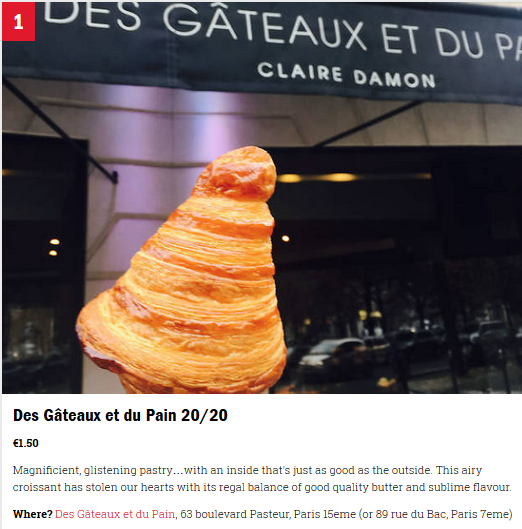 1
DES GÂTEAUX ET DU PA
CLAIRE DAMON
Des Gâteaux et du Pain 20/20
€1.50
Magnificient, glistening pastry...with an inside that's just as good as the outside. This airy
croissant has stolen our hearts with its regal balance of good quality butter and sublime flavour.
Where? Des Gâteaux et du Pain, 63 boulevard Pasteur, Paris 15eme (or 89 rue du Bac, Paris 7eme)